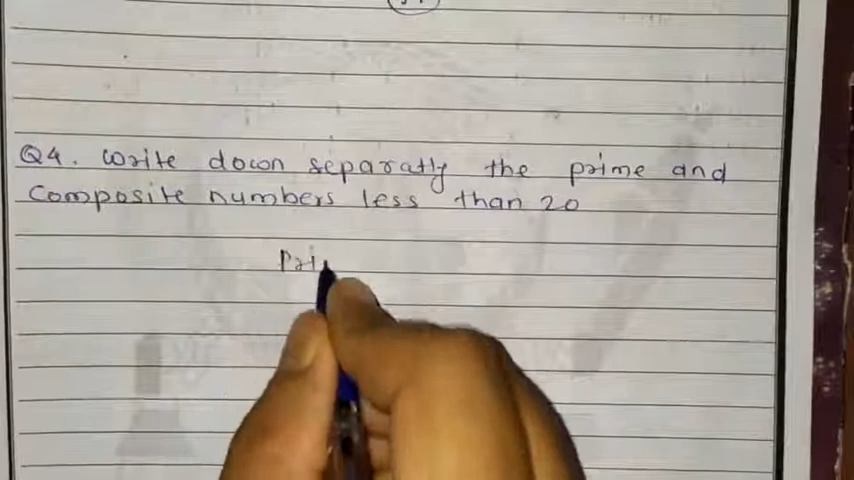 Q4. Write down separatly the prime and
Composite numbers less than 20
Pri